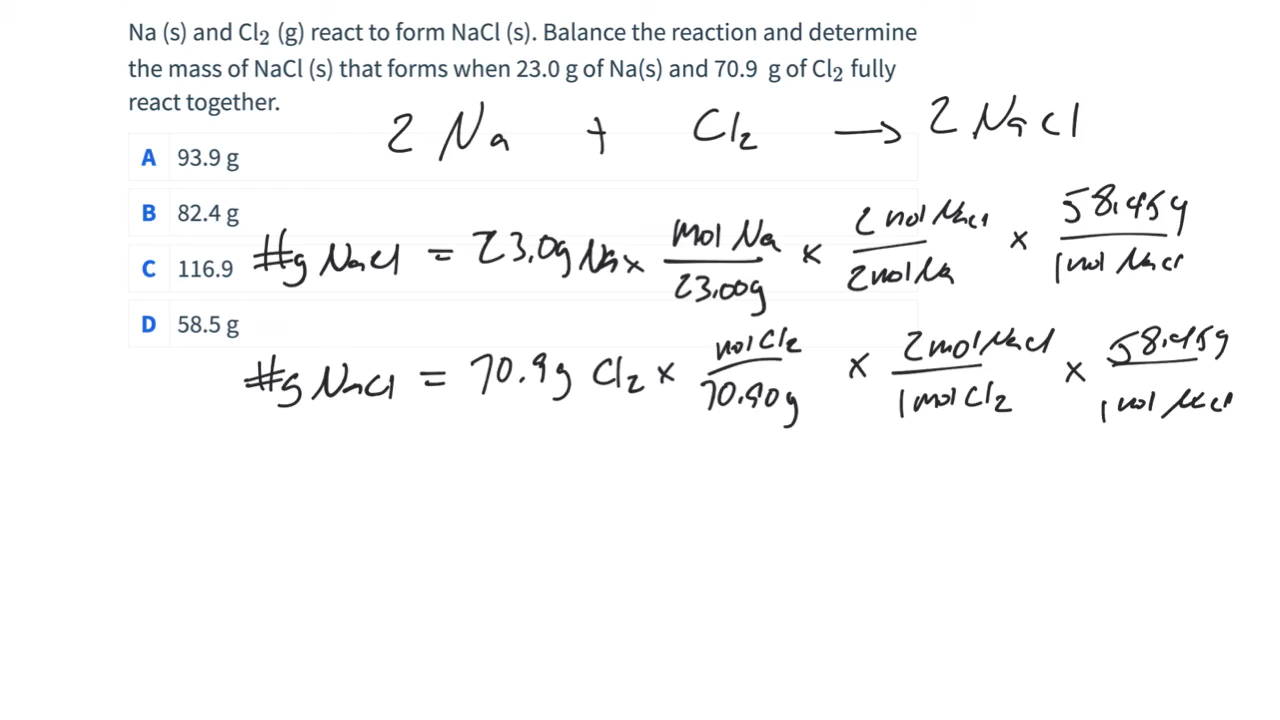 Na (s) and Cl₂ (g) react to form NaCl (s). Balance the reaction and determine
the mass of NaCl (s) that forms when 23.0 g of Na(s) and 70.9 g of Cl₂ fully
react together.
2 Na + Cl₂ → 2 NaCl
A 93.9 g
B 82.4 g
C 116.9
D 58.5 g
#g NaCl = 23.0g Na x mol Na / 23.00g x 2 mol NaCl / 2 mol Na x 58.45g / 1 mol NaCl
#g NaCl = 70.9g Cl₂ x mol Cl₂ / 70.90g x 2 mol NaCl / 1 mol Cl₂ x 58.45g / 1 mol NaCl